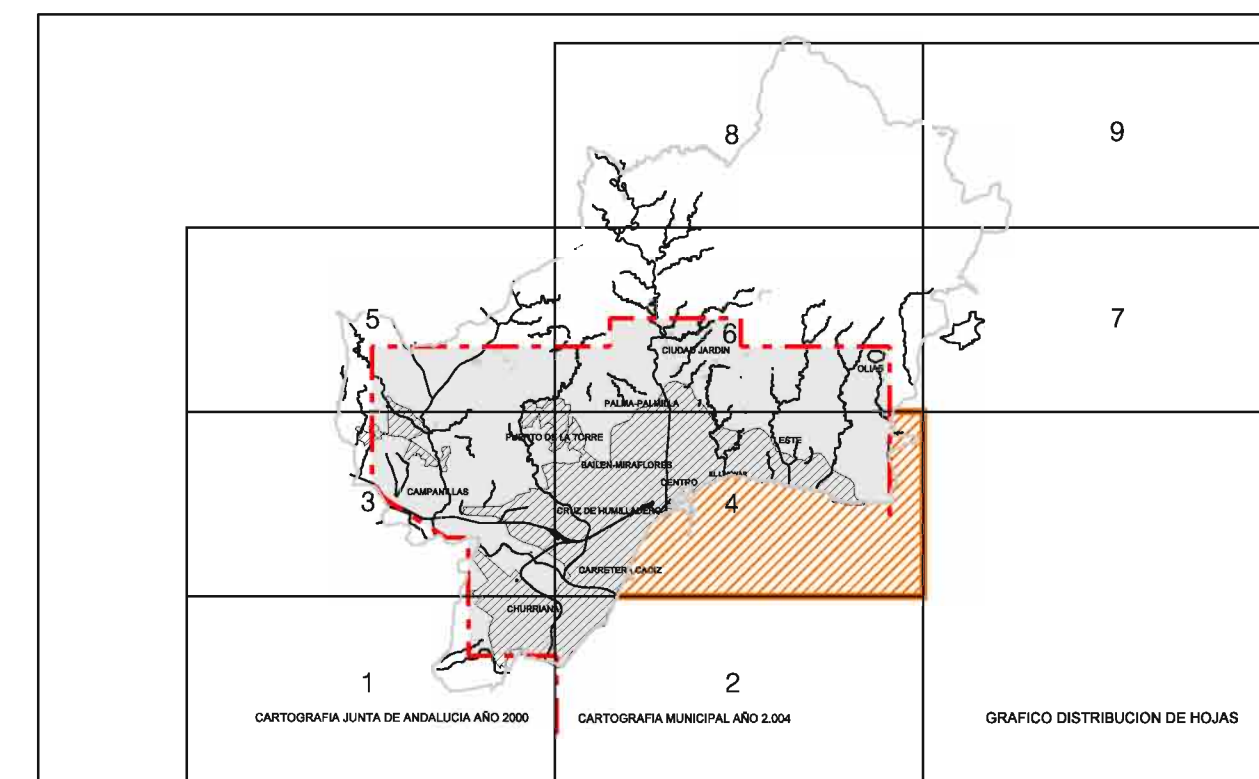 8
9
5
6
7
CIUDAD JARDIN
OLIAS
PALMA-PALMILLA
PUERTO DE LA TORRE
ESTE
BAILEN-MIRAFLORES
CENTRO
CAMPANILLAS
3
4
CRUZ DE HUMILLADERO
CHURRIANA
1
2
CARTOGRAFIA JUNTA DE ANDALUCIA AÑO 2000
CARTOGRAFIA MUNICIPAL AÑO 2.004
GRAFICO DISTRIBUCION DE HOJAS